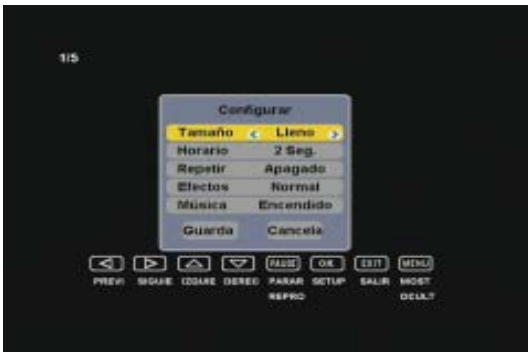 1/5
Configurar
Tamaño < Lleno >
Horario 2 Seg.
Repetir Apagado
Efectos Normal
Música Encendido
Guarda Cancela
PAUSE OK EXIT MENU
PREVI SIGUIE IZQUIE DEREC PARAR SETUP SALIR MOST
REPRO OCULT